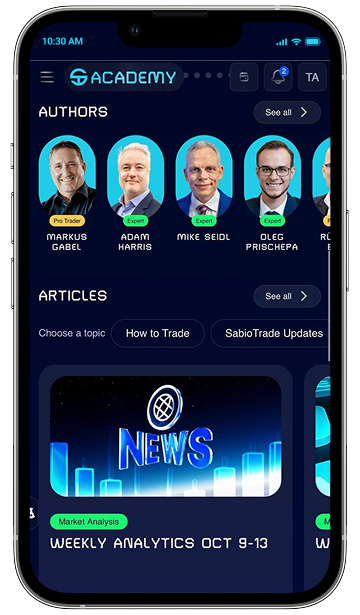 10:30 AM
ACADEMY
2
TA
AUTHORS
See all
Pro Trader
Expert
Expert
Expert
MARKUS
GABEL
ADAM
HARRIS
MIKE SEIDL
OLEG
PRISCHEPA
ARTICLES
See all
Choose a topic
How to Trade
SabioTrade Updates
NEWS
Market Analysis
WEEKLY ANALYTICS OCT 9-13